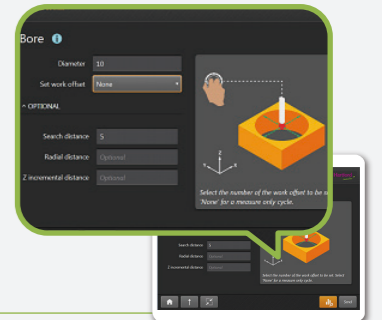 Bore i
Diameter 10
Set work offset None
^ OPTIONAL
Search distance 5
Radial distance Optional
Z incremental distance Optional
Z
Select the number of the work offset to be s
'None' for a measure only cycle.
Search distance 5
Radial distance Optional
Z incremental distance Optional
Select the number of the work offset to be set. Select
'None' for a measure only cycle.
Send